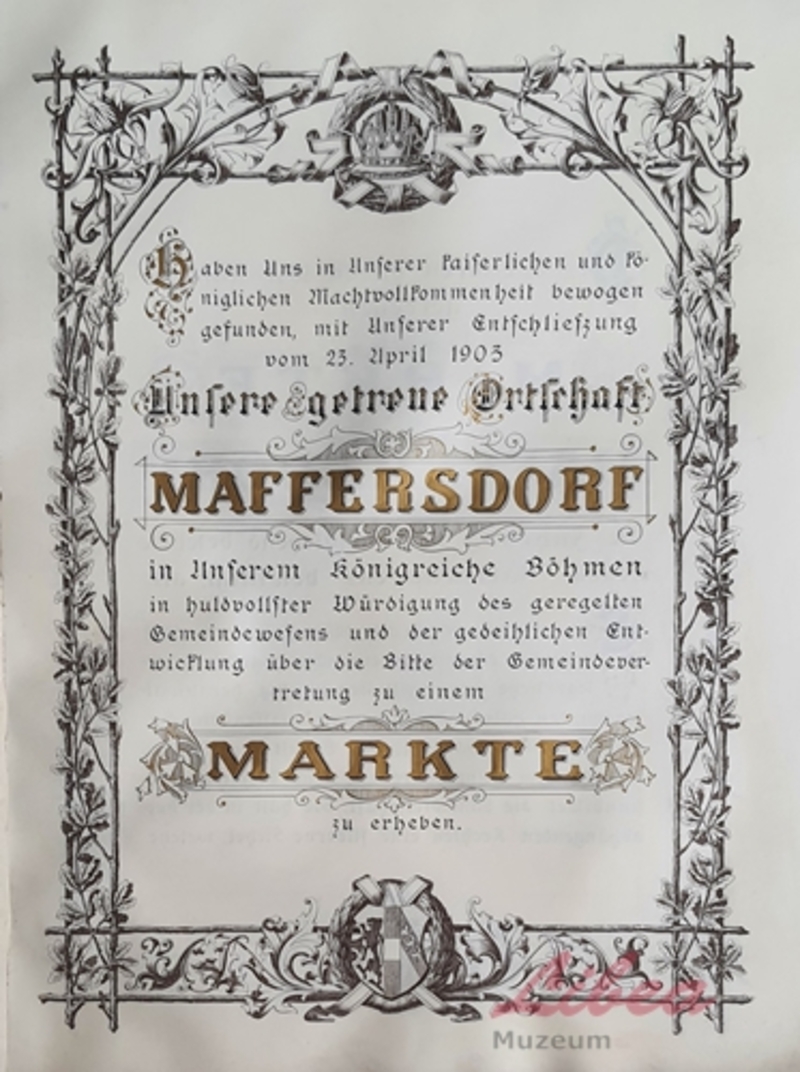 Haben Uns in Unserer kaiserlichen und kö-
niglichen Machtvollkommenheit bewogen
gefunden, mit Unserer Entschließzung
vom 23. April 1903
Unsere getreue Ortschaft
MAFFERSDORF
in Unserem Königreiche Böhmen
in huldvollster Würdigung des geregelten
Gemeindewesens und der gedeihlichen Ent-
wicklung über die Bitte der Gemeindever-
tretung zu einem
MARKTE
zu erheben.
Libea
Muzeum